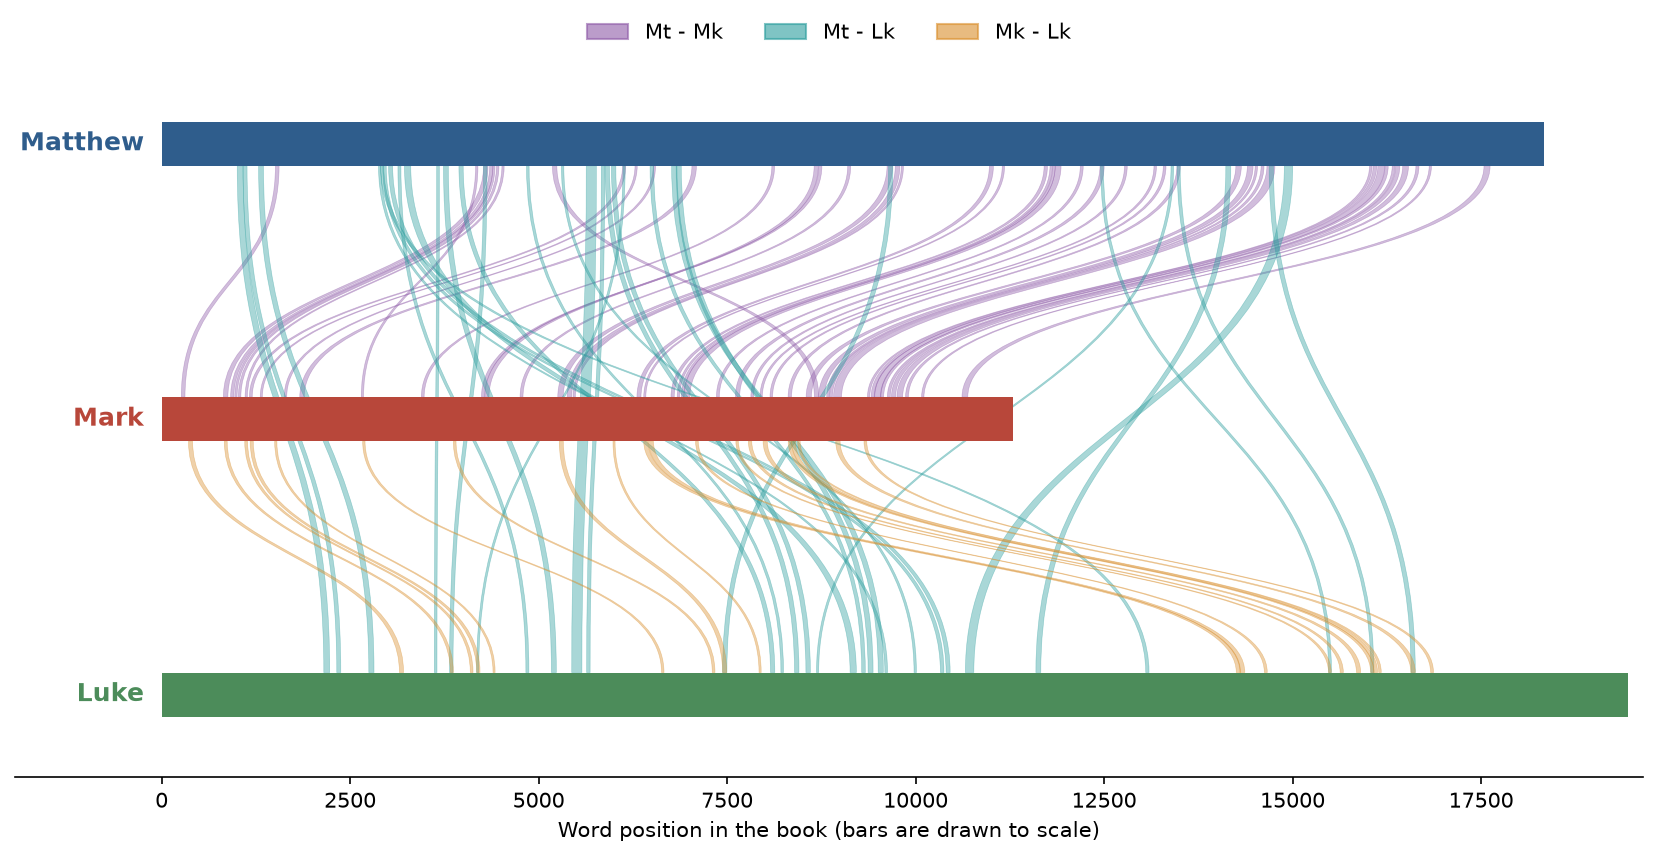 Mt - Mk Mt - Lk Mk - Lk
Matthew
Mark
Luke
0 2500 5000 7500 10000 12500 15000 17500
Word position in the book (bars are drawn to scale)